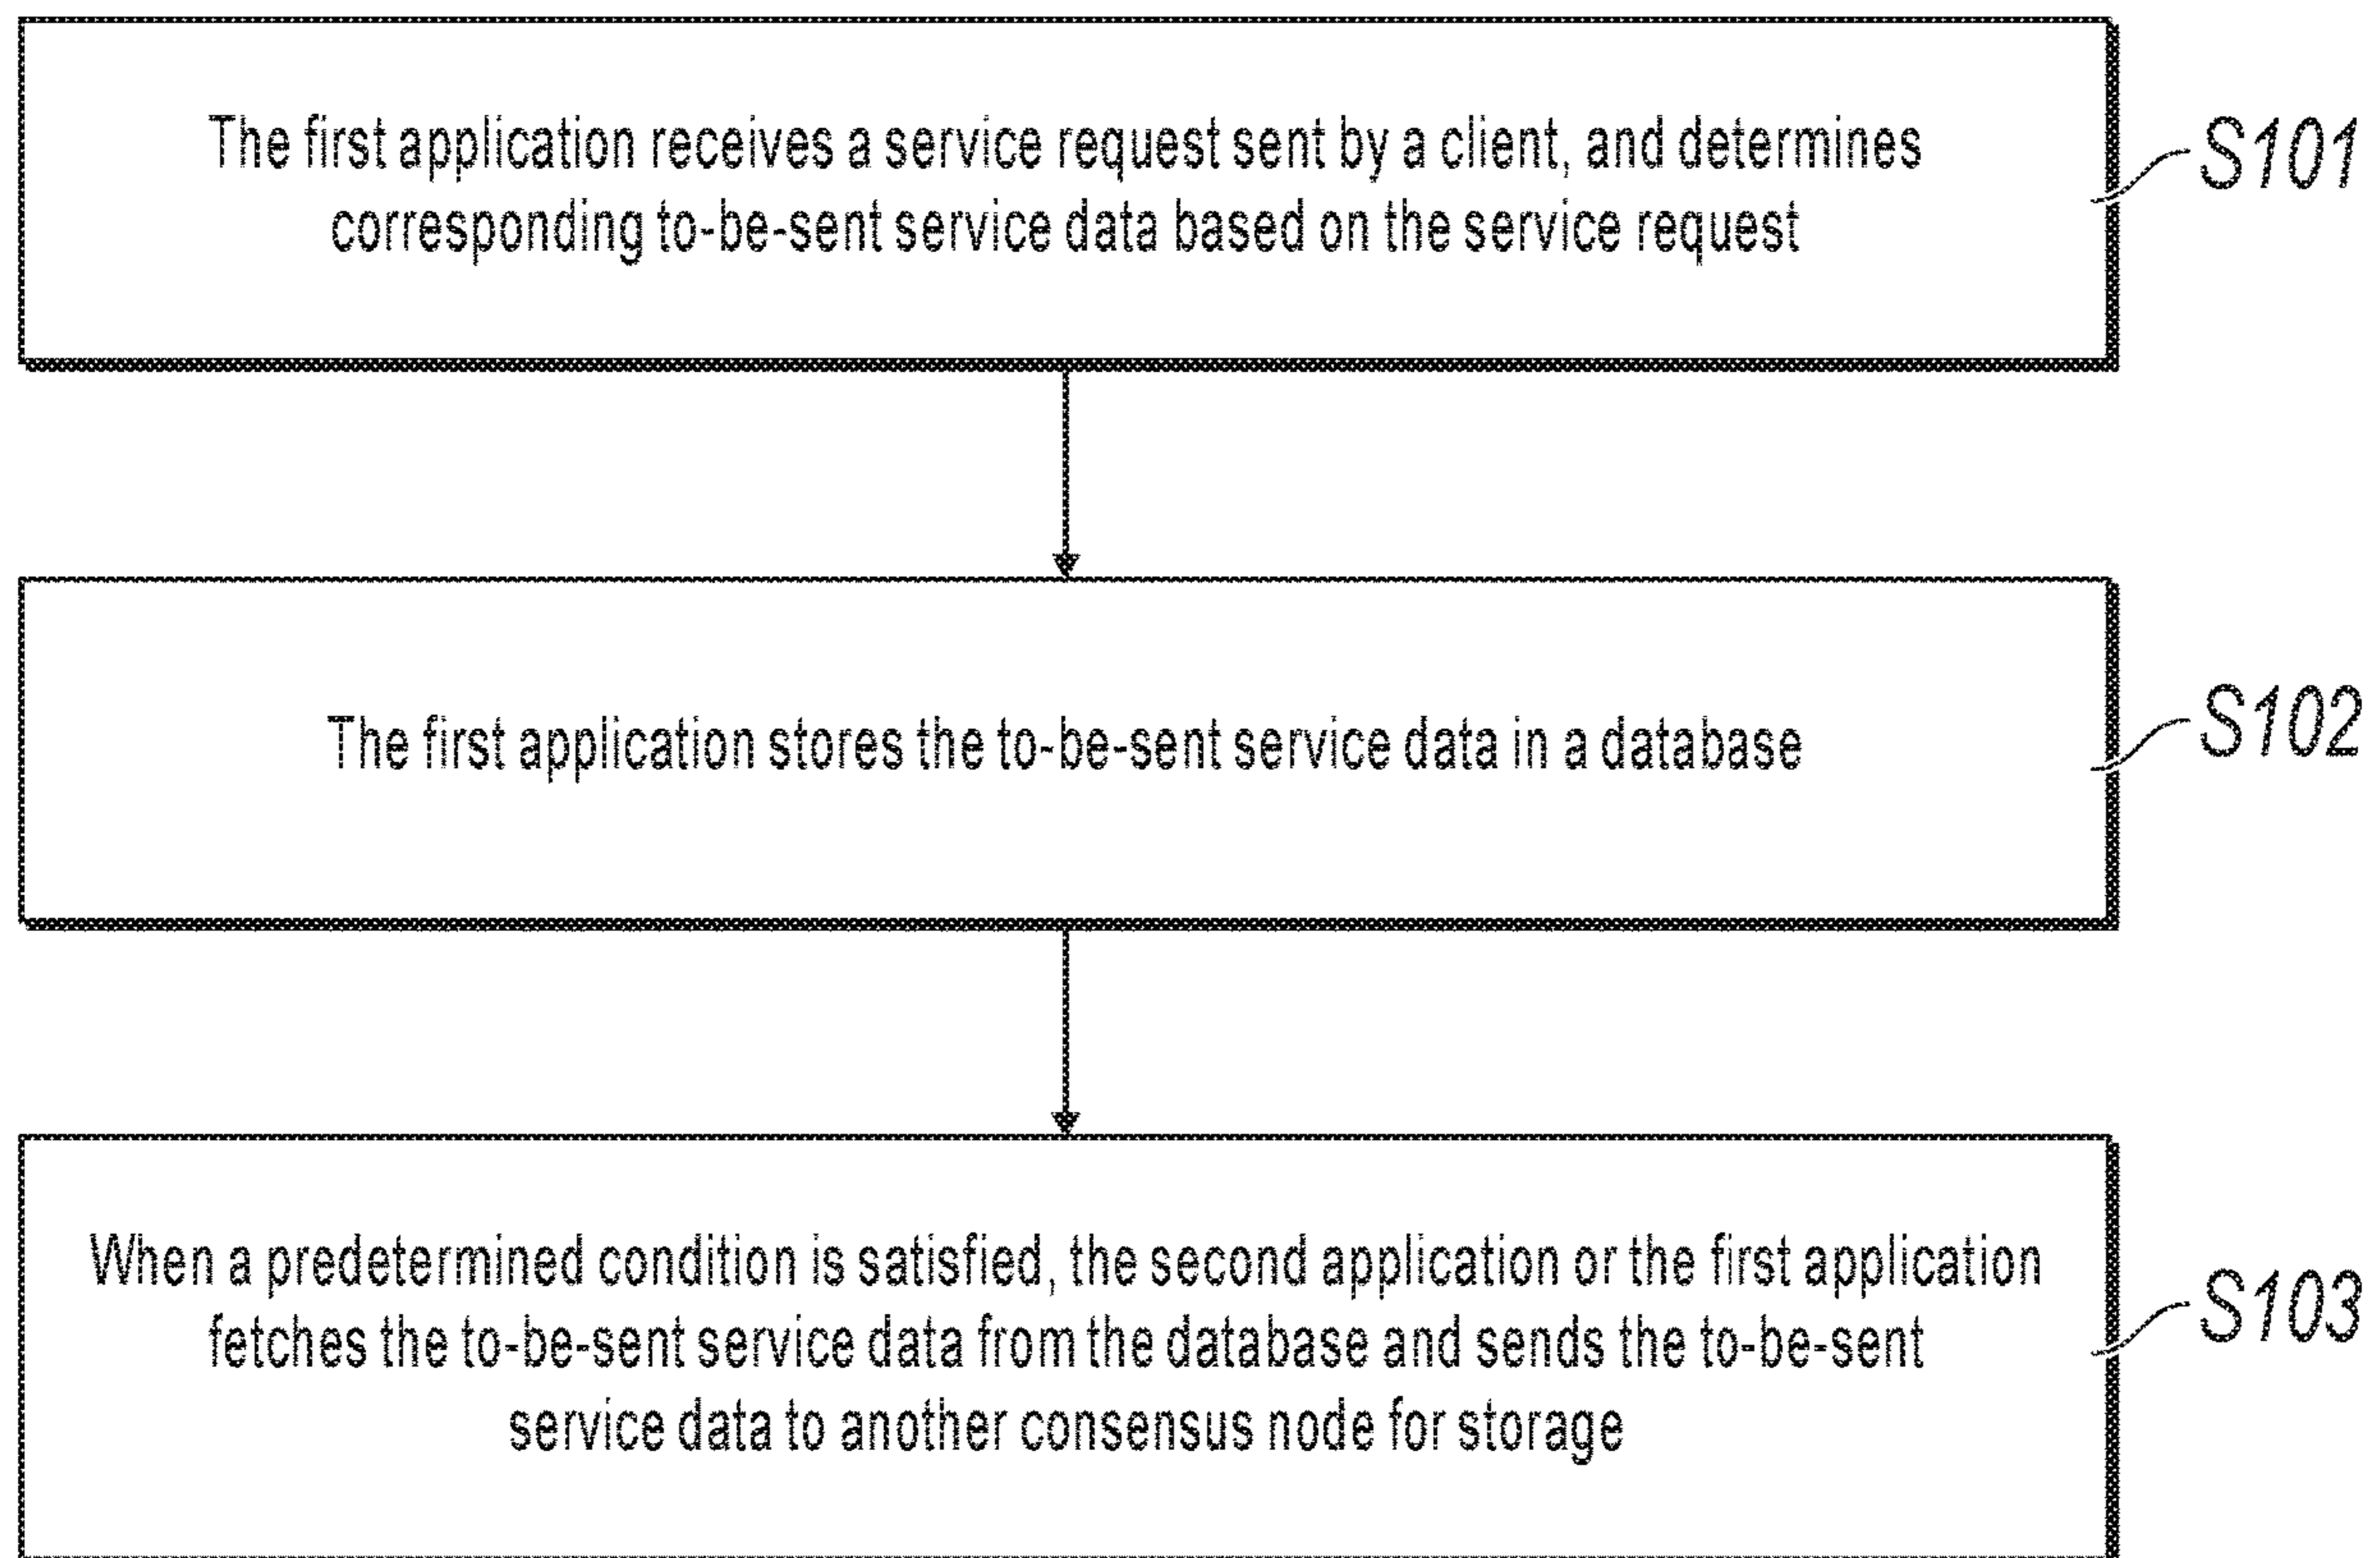 The first application receives a service request sent by a client, and determines
corresponding to-be-sent service data based on the service request
S101
The first application stores the to-be-sent service data in a database
S102
When a predetermined condition is satisfied, the second application or the first application
fetches the to-be-sent service data from the database and sends the to-be-sent
service data to another consensus node for storage
S103